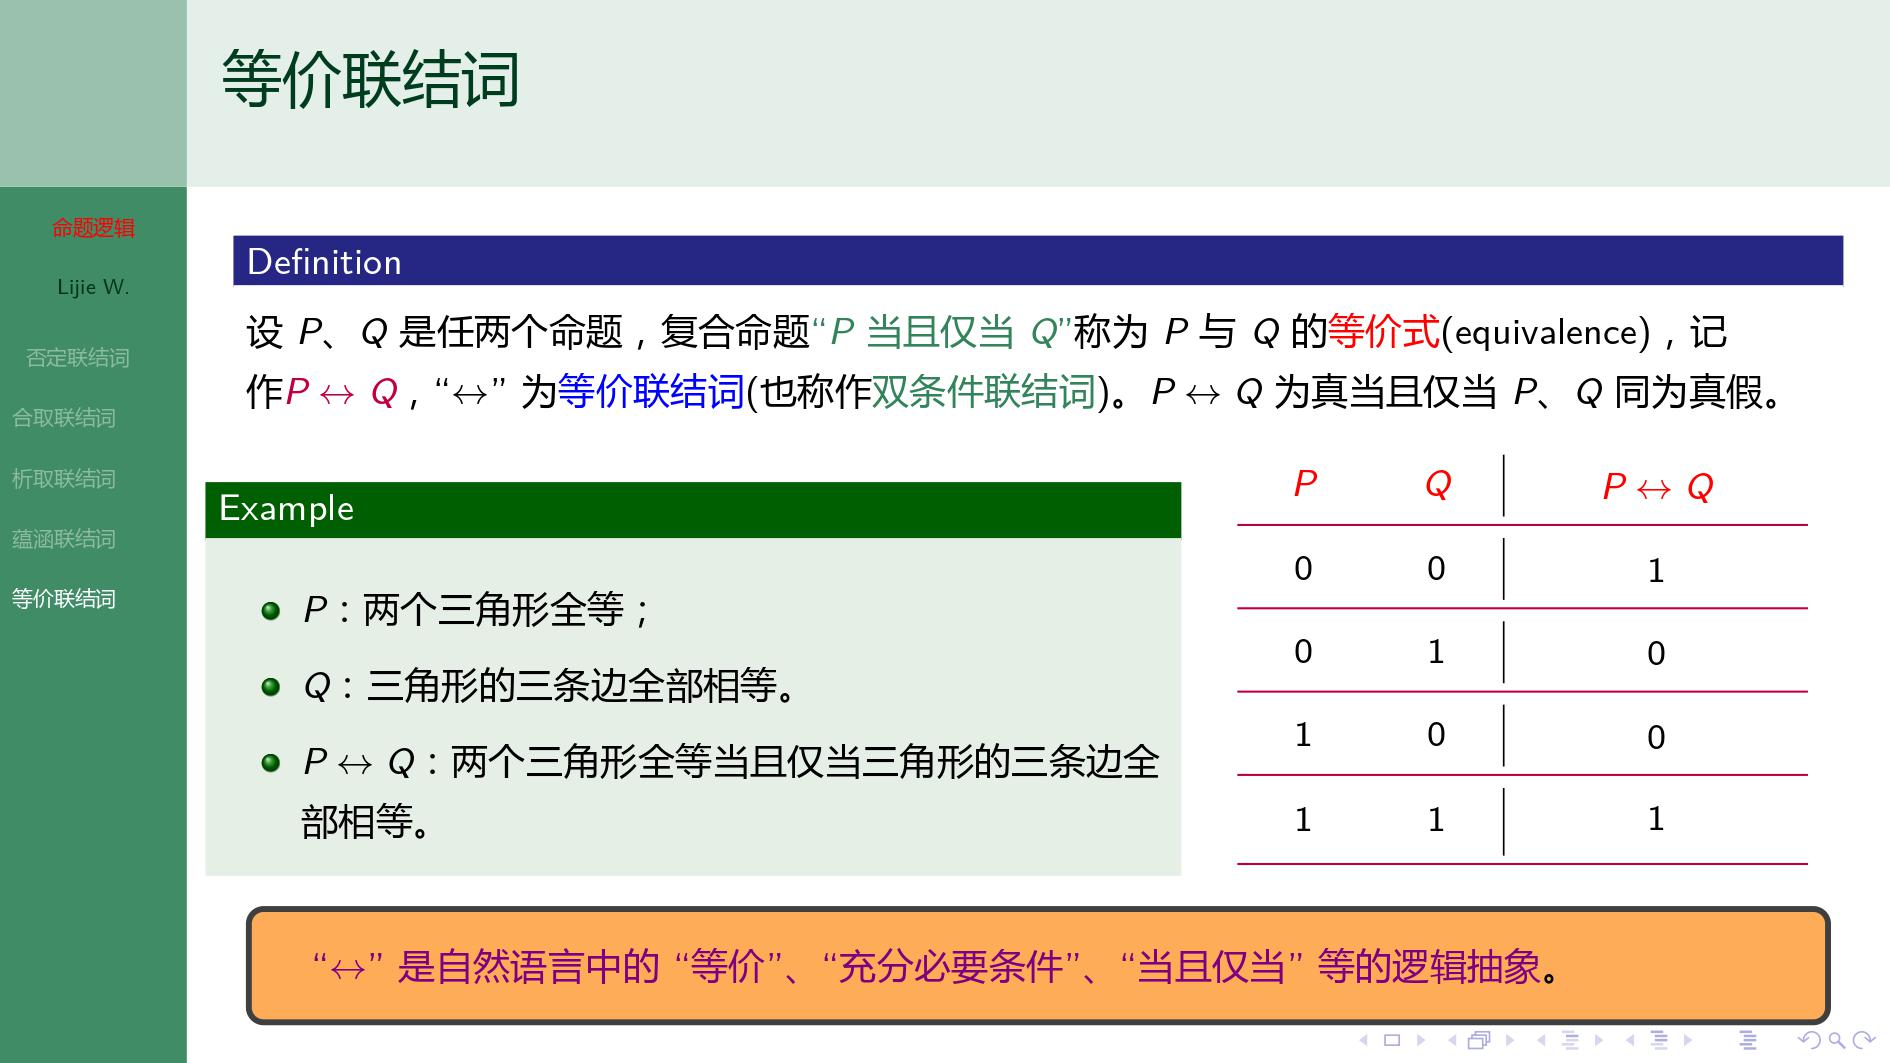 等价联结词
命题逻辑
Lijie W.
否定联结词
合取联结词
析取联结词
蕴涵联结词
等价联结词
Definition
设 P、Q 是任两个命题，复合命题“P 当且仅当 Q”称为 P 与 Q 的等价式(equivalence)，记
作P ↔ Q，“↔” 为等价联结词(也称作双条件联结词)。P ↔ Q 为真当且仅当 P、Q 同为真假。
Example
P：两个三角形全等；
Q：三角形的三条边全部相等。
P ↔ Q：两个三角形全等当且仅当三角形的三条边全
部相等。
P Q P ↔ Q
0 0 1
0 1 0
1 0 0
1 1 1
“↔” 是自然语言中的 “等价”、“充分必要条件”、“当且仅当” 等的逻辑抽象。